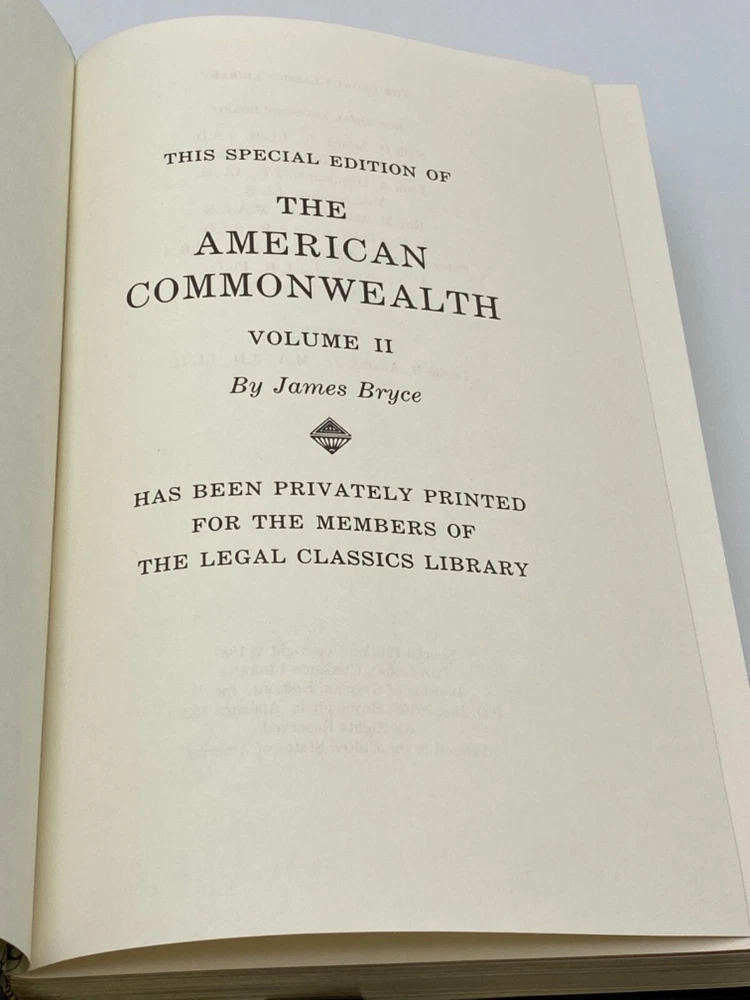 THIS SPECIAL EDITION OF
THE
AMERICAN
COMMONWEALTH
VOLUME II
By James Bryce
HAS BEEN PRIVATELY PRINTED
FOR THE MEMBERS OF
THE LEGAL CLASSICS LIBRARY